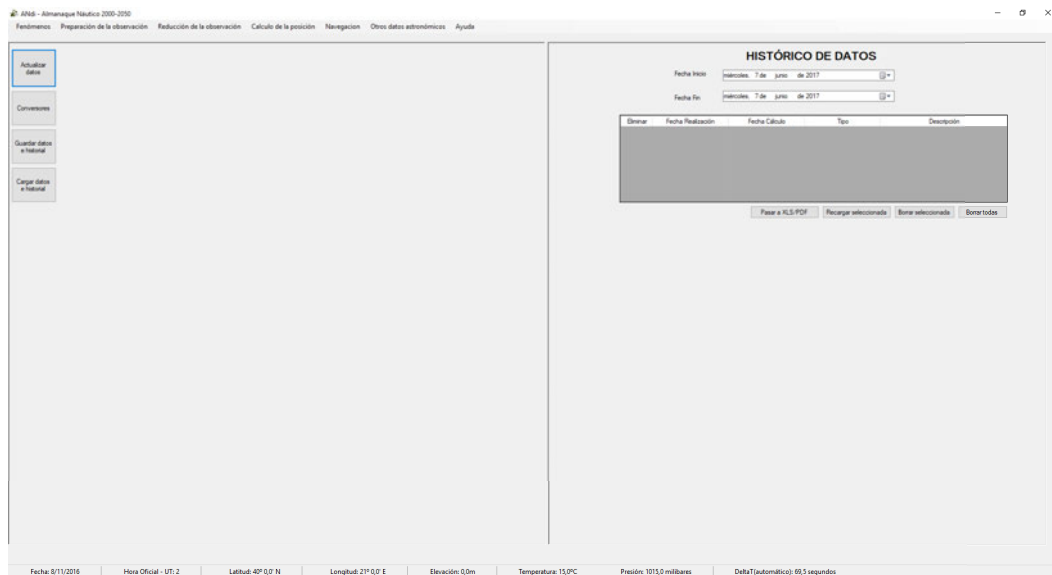 ANdi - Almanaque Náutico 2000-2050
Fenómenos Preparación de la observación Reducción de la observación Calculo de la posición Navegacion Otros datos astronómicos Ayuda
Actualizar
datos
Conversores
Guardar datos
e historial
Cargar datos
e historial
HISTÓRICO DE DATOS
Fecha Inicio miércoles, 7 de junio de 2017
Fecha Fin miércoles, 7 de junio de 2017
Eliminar Fecha Realización Fecha Cálculo Tipo Descripción
Pasar a XLS/PDF Recargar seleccionada Borrar seleccionada Borrar todas
Fecha: 8/11/2016 Hora Oficial - UT: 2 Latitud: 40º 0,0' N Longitud: 21º 0,0' E Elevación: 0,0m Temperatura: 15,0ºC Presión: 1015,0 milibares DeltaT(automático): 69,5 segundos